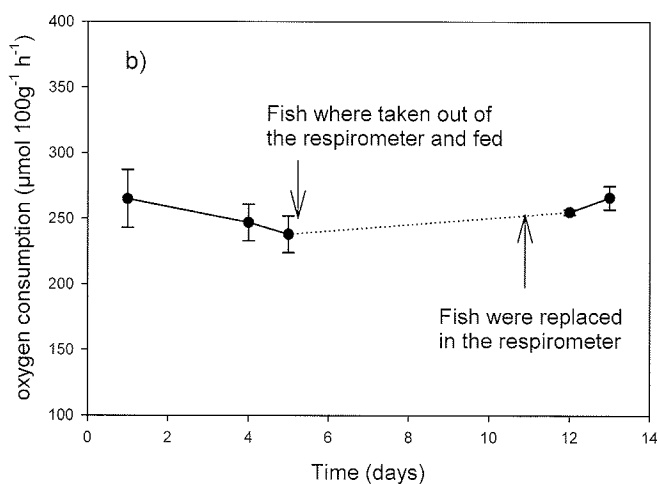 400
b)
350
Fish where taken out of
the respirometer and fed
300
250
200
Fish were replaced
in the respirometer
150
100
0 2 4 6 8 10 12 14
Time (days)
oxygen consumption (µmol 100g⁻¹ h⁻¹)